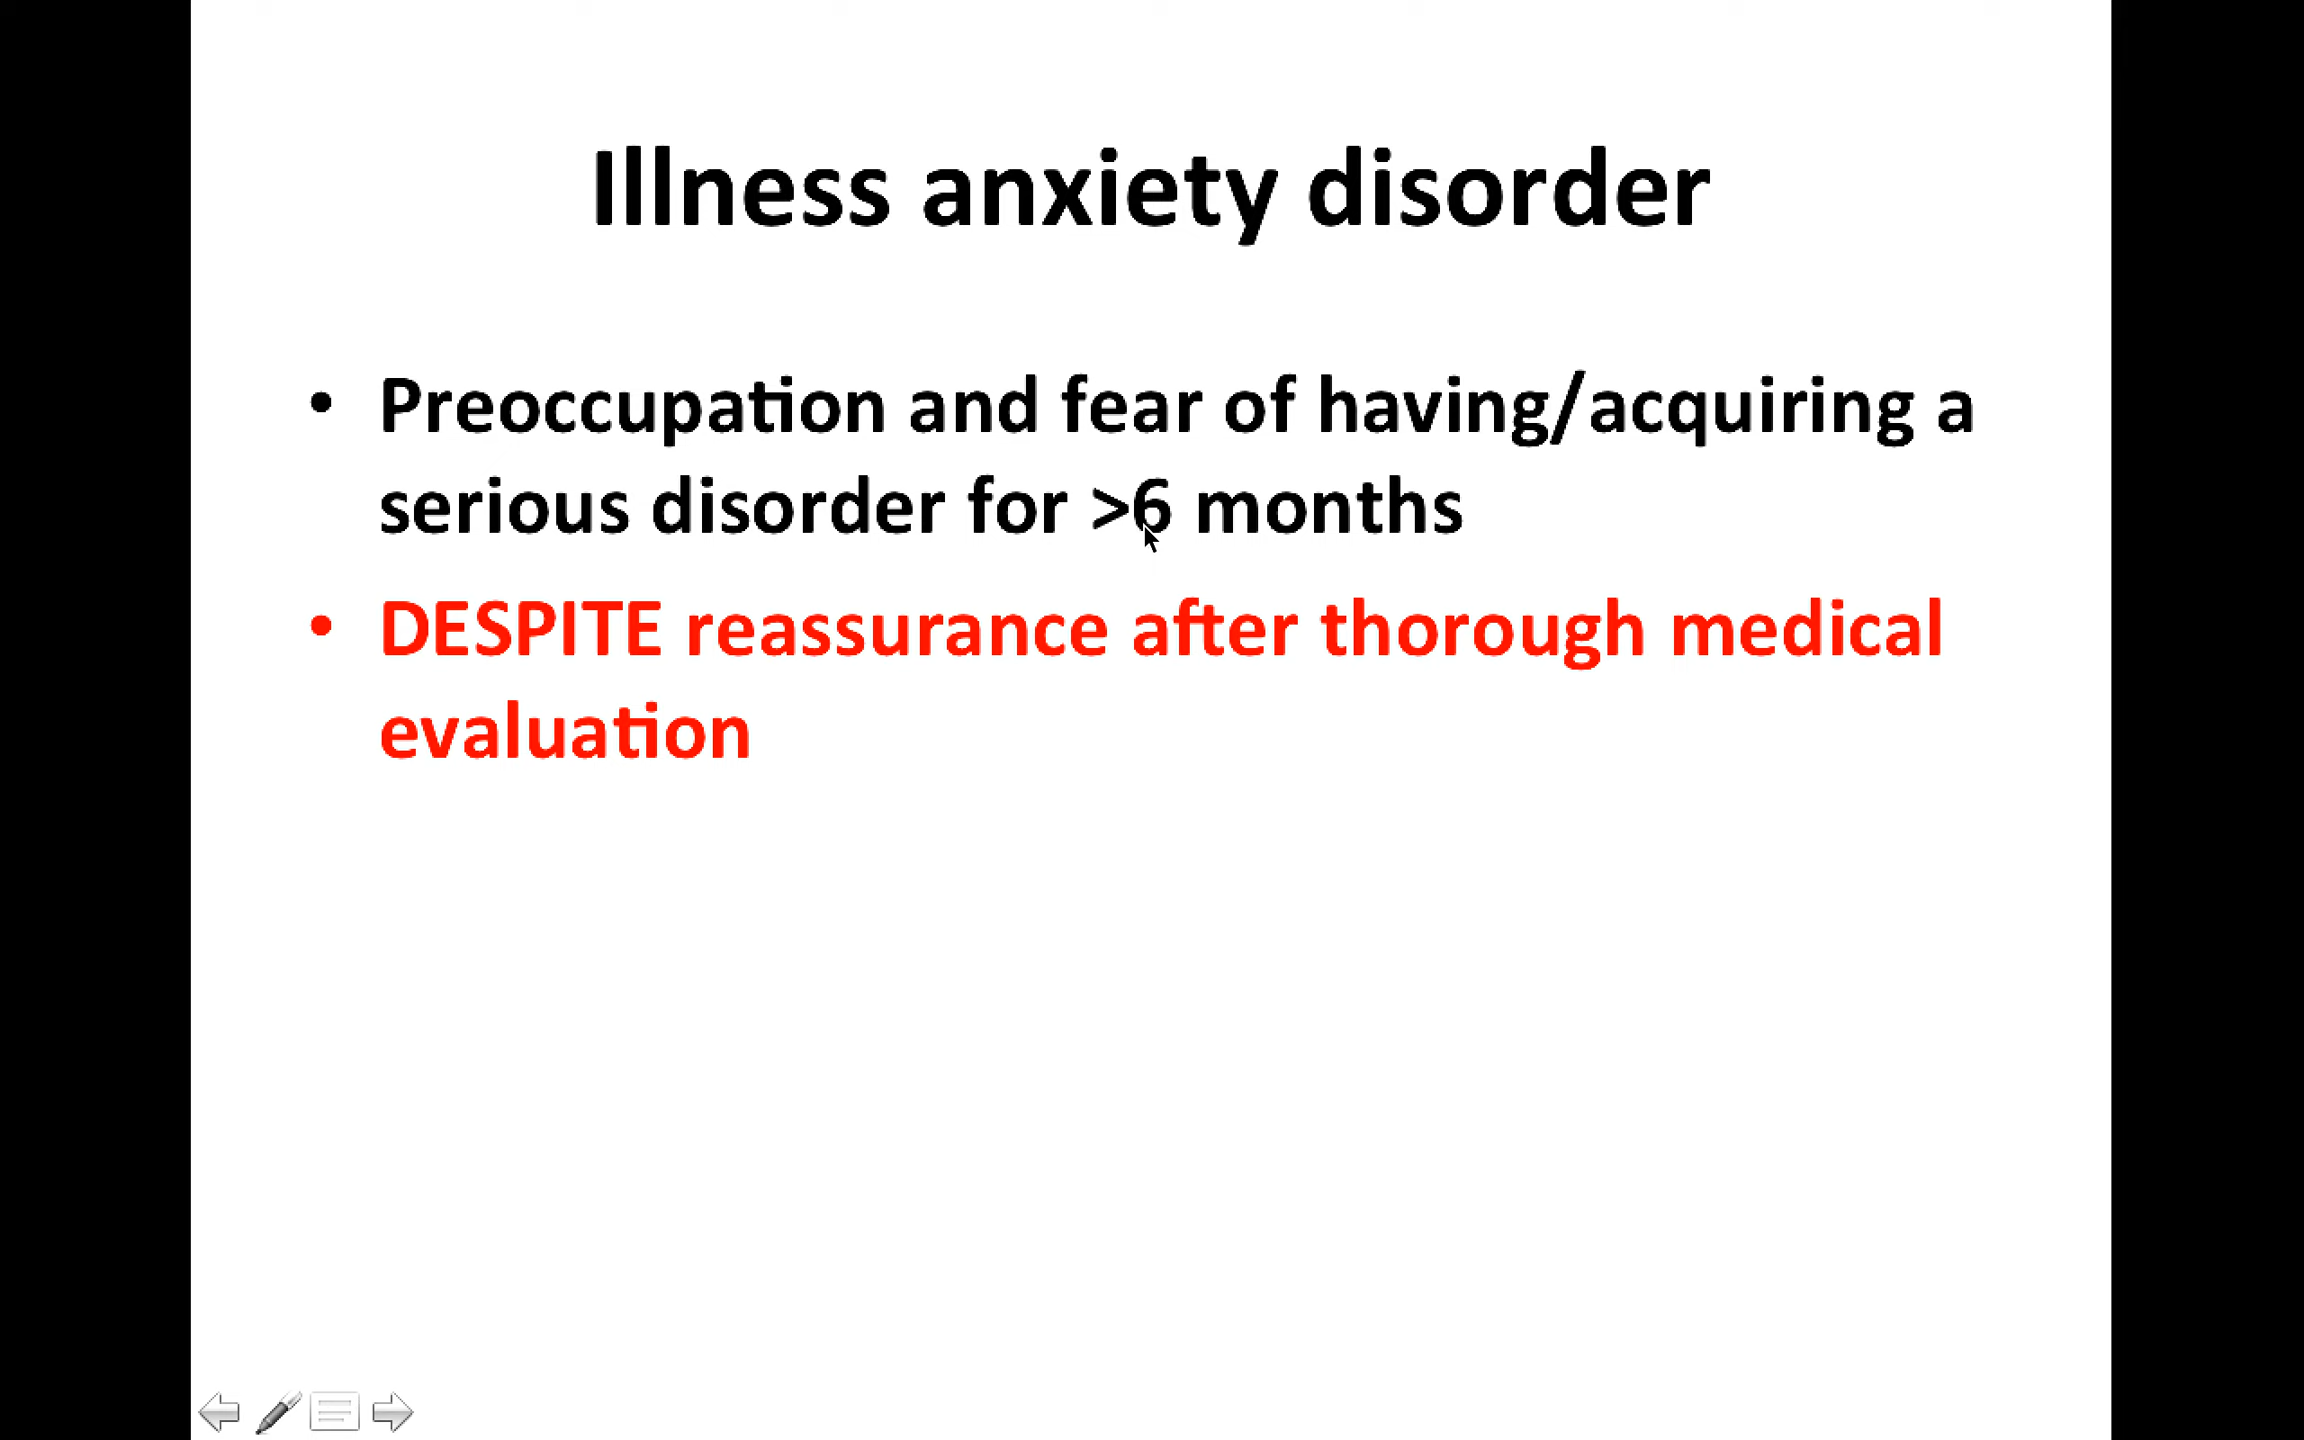 Illness anxiety disorder
• Preoccupation and fear of having/acquiring a
serious disorder for >6 months
• DESPITE reassurance after thorough medical
evaluation